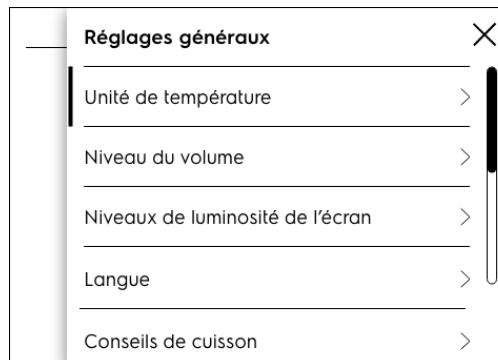 Réglages généraux
Unité de température
Niveau du volume
Niveaux de luminosité de l’écran
Langue
Conseils de cuisson